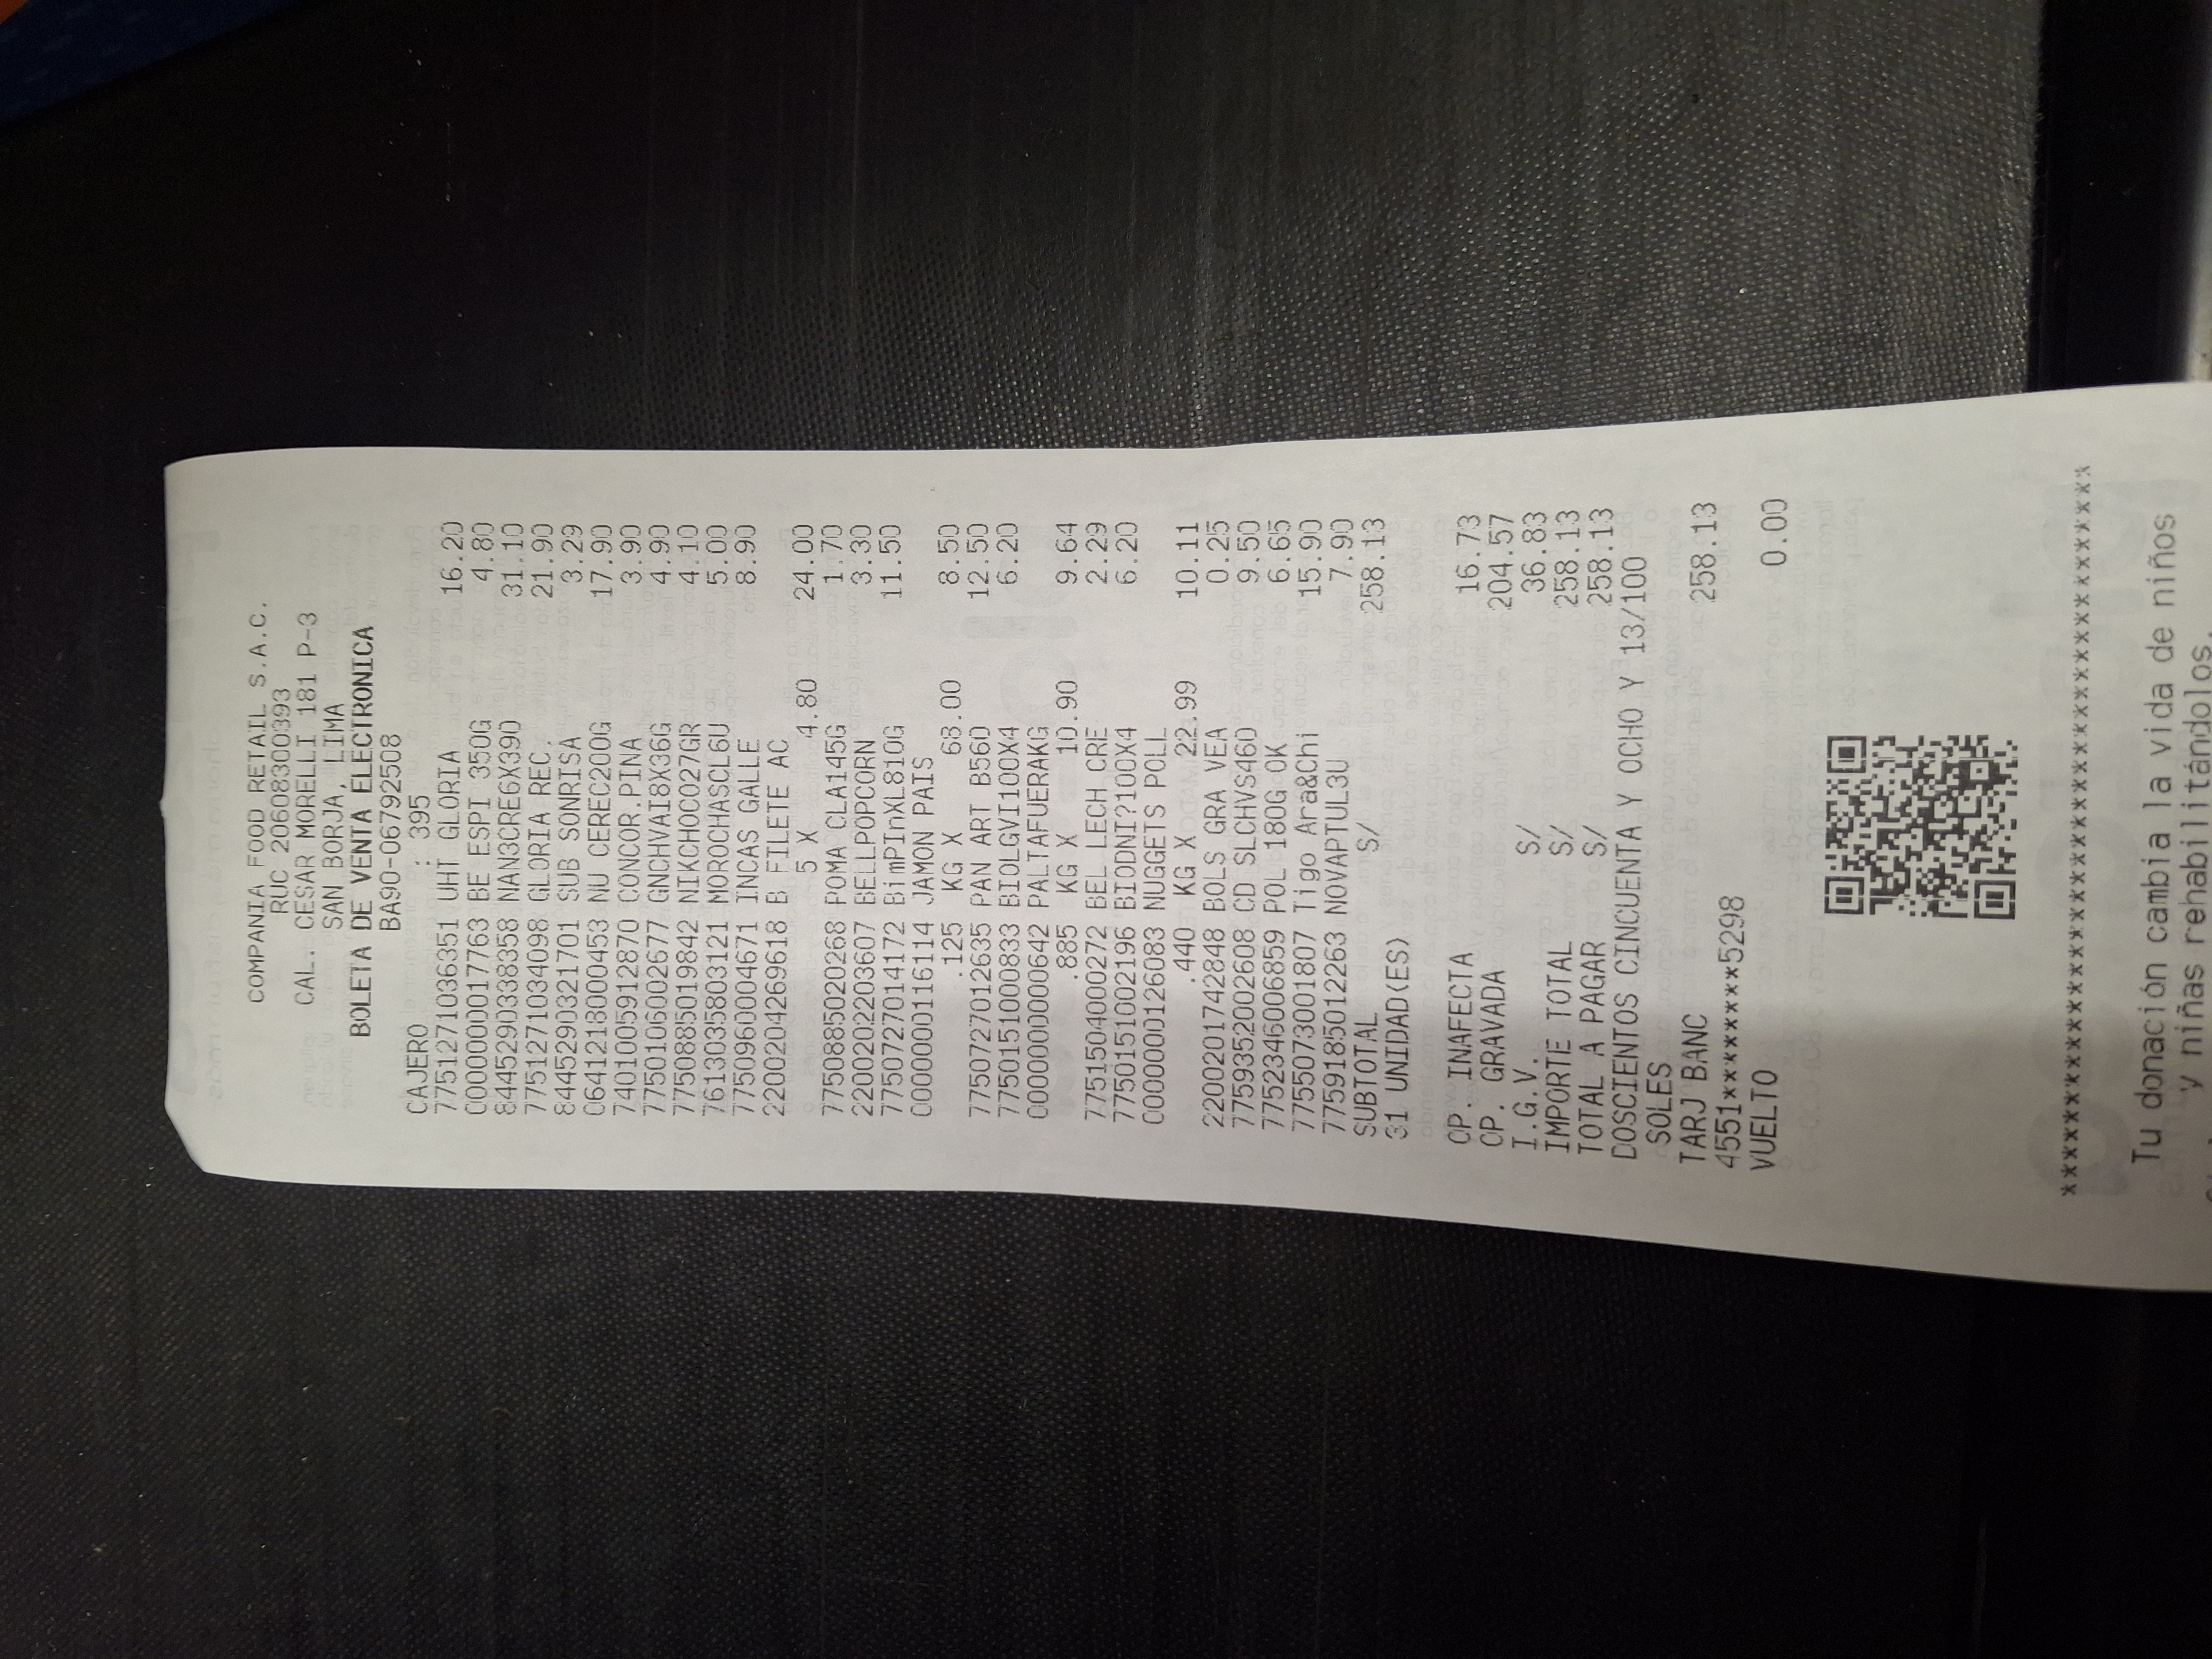 COMPANIA FOOD RETAIL S.A.C.
RUC 20608300393
CAL. CESAR MORELLI 181 P-3
SAN BORJA, LIMA
BOLETA DE VENTA ELECTRONICA
BA90-06792508
CAJERO : 395
7751271036351 UHT GLORIA 16.20
0000000017763 BE ESPI 350G 4.80
8445290338358 NAN3CRE6X390 31.10
7751271034098 GLORIA REC. 21.90
8445290321701 SUB SONRISA 3.29
0641218000453 NU CEREC200G 17.90
7401005912870 CONCOR.PINA 3.90
7750106002677 GNCHVAI8X36G 4.90
7750885019842 NIKCHOCO27GR 4.10
7613035803121 MOROCHASCL6U 5.00
7750960004671 INCAS GALLE 8.90
2200204269618 B FILETE AC
5 X 4.80 24.00
7750885020268 POMA CLA145G 1.70
2200202203607 BELLPOPCORN 3.30
7750727014172 BimPInXL810G 11.50
0000000116114 JAMON PAIS
.125 KG X 68.00 8.50
7750727012635 PAN ART B560 12.50
7750151000833 BIOLGVI100X4 6.20
0000000000642 PALTAFUERAKG
.885 KG X 10.90 9.64
7751504000272 BEL LECH CRE 2.29
7750151002196 BIODNI?100X4 6.20
0000000126083 NUGGETS POLL
.440 KG X 22.99 10.11
2200201742848 BOLS GRA VEA 0.25
7759352002608 CD SLCHVS460 9.50
7752346006859 POL 180G OK 6.65
7755073001807 Tigo Ara&Chi 15.90
7759185012263 NOVAPTUL3U 7.90
SUBTOTAL S/ 258.13
31 UNIDAD(ES)
OP. INAFECTA 16.73
OP. GRAVADA 204.57
I.G.V. S/ 36.83
IMPORTE TOTAL S/ 258.13
TOTAL A PAGAR S/ 258.13
DOSCIENTOS CINCUENTA Y OCHO Y 13/100
SOLES
TARJ BANC 258.13
4551********5298
VUELTO 0.00
****************************************
Tu donación cambia la vida de niños
y niñas rehabilitándolos.